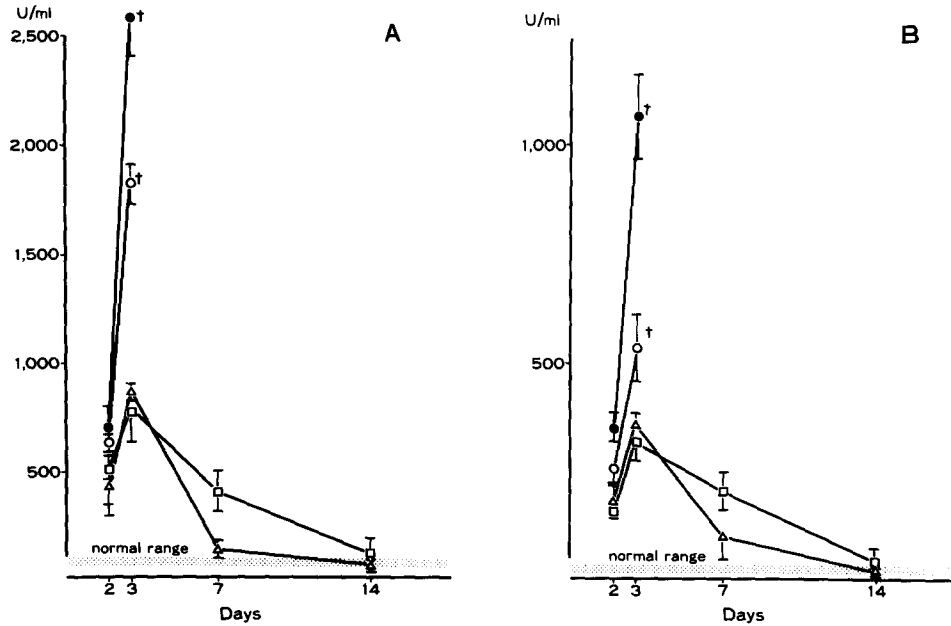 U/ml
A
2,500
†
2,000
†
1,500
1,000
500
normal range
2 3 7 14
Days
U/ml
B
†
1,000
†
500
normal range
2 3 7 14
Days